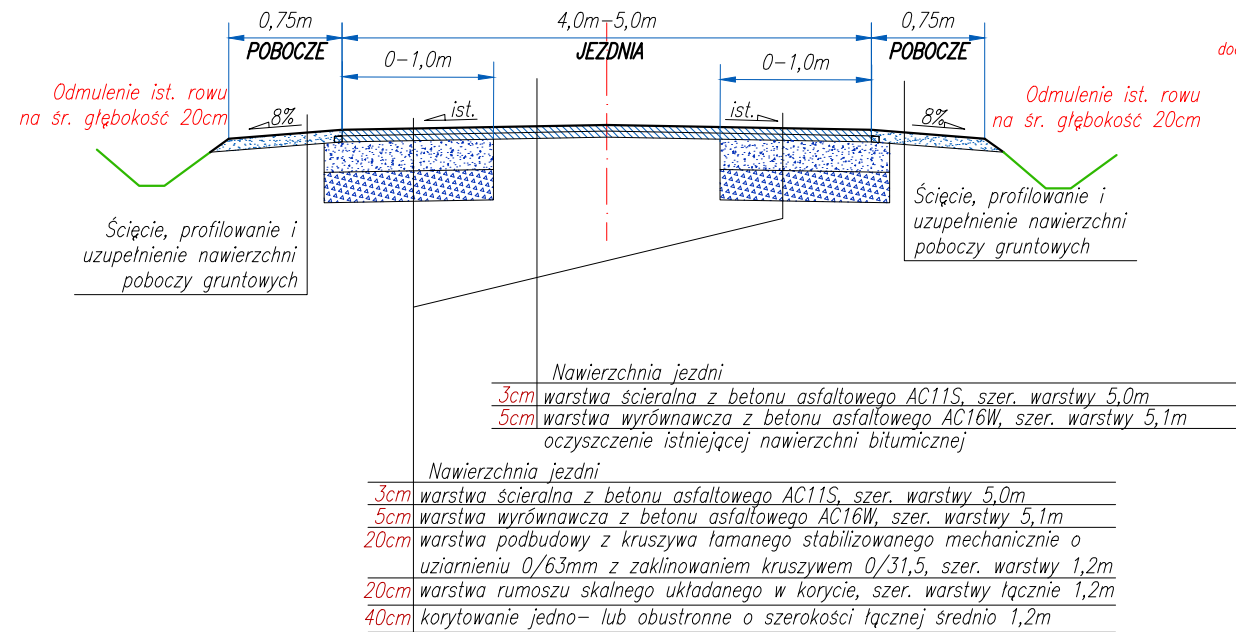 0,75m
4,0m-5,0m
0,75m
POBOCZE
JEZDNIA
POBOCZE
0-1,0m
0-1,0m
Odmulenie ist. rowu
na śr. głębokość 20cm
8%
ist.
ist.
8%
Odmulenie ist. rowu
na śr. głębokość 20cm
Ścięcie, profilowanie i
uzupełnienie nawierzchni
poboczy gruntowych
Ścięcie, profilowanie i
uzupełnienie nawierzchni
poboczy gruntowych
Nawierzchnia jezdni
3cm warstwa ścieralna z betonu asfaltowego AC11S, szer. warstwy 5,0m
5cm warstwa wyrównawcza z betonu asfaltowego AC16W, szer. warstwy 5,1m
oczyszczenie istniejącej nawierzchni bitumicznej
Nawierzchnia jezdni
3cm warstwa ścieralna z betonu asfaltowego AC11S, szer. warstwy 5,0m
5cm warstwa wyrównawcza z betonu asfaltowego AC16W, szer. warstwy 5,1m
20cm warstwa podbudowy z kruszywa łamanego stabilizowanego mechanicznie o
uziarnieniu 0/63mm z zaklinowaniem kruszywem 0/31,5, szer. warstwy 1,2m
20cm warstwa rumoszu skalnego układanego w korycie, szer. warstwy łącznie 1,2m
40cm korytowanie jedno- lub obustronne o szerokości łącznej średnio 1,2m